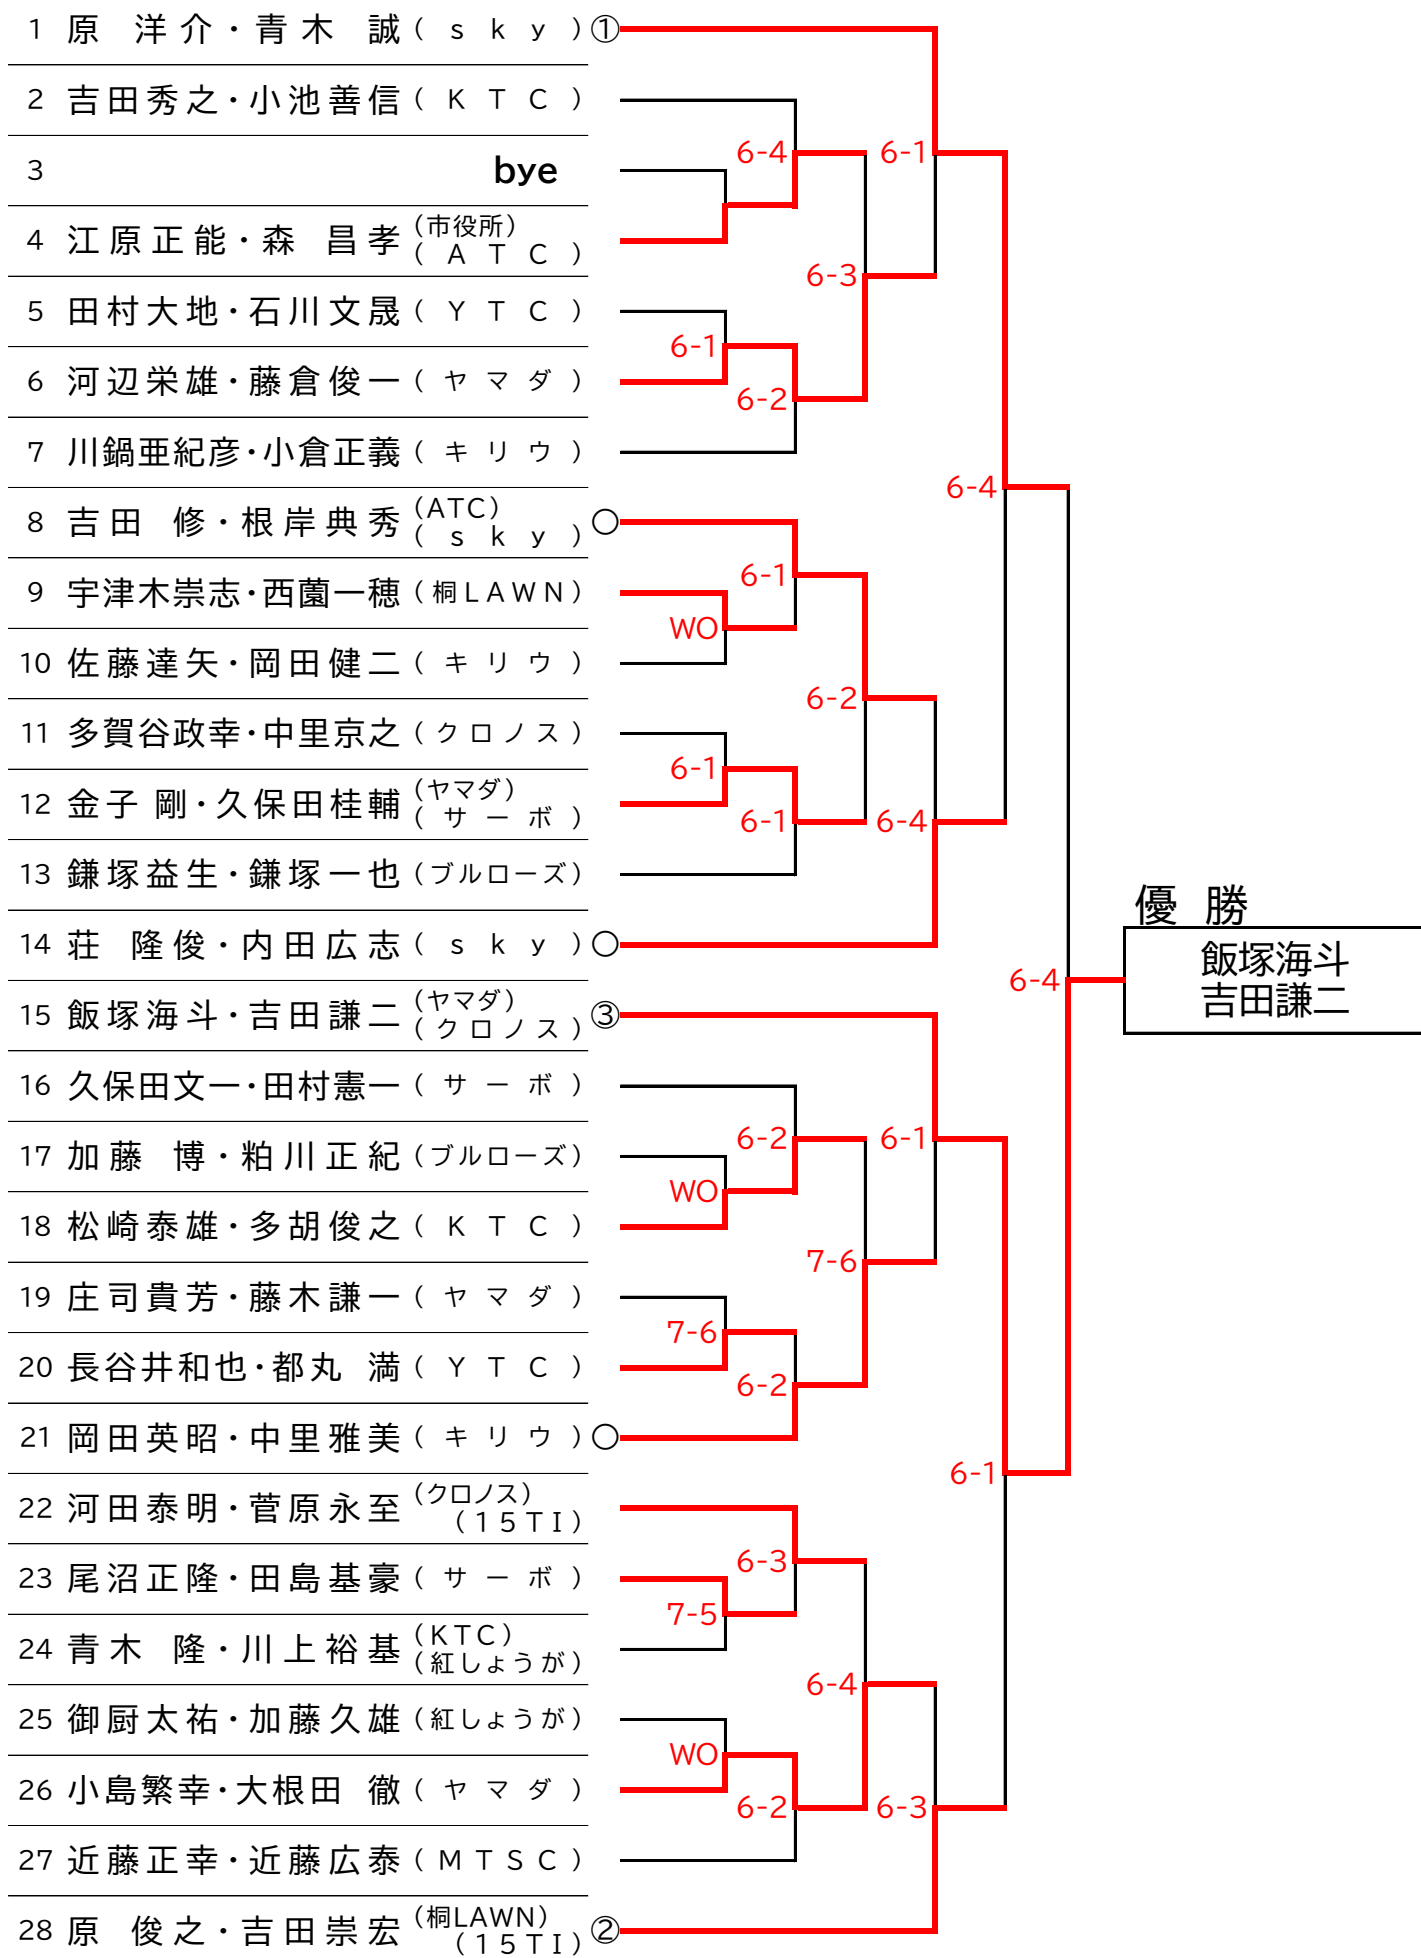 1 原 洋介・青木 誠 (sky) ①
2 吉田秀之・小池善信 (KTC)
3 bye
4 江原正能・森 昌孝 (市役所) (ATC)
6-4
6-1
5 田村大地・石川文晟 (YTC)
6-3
6 河辺栄雄・藤倉俊一 (ヤマダ)
6-1
6-2
7 川鍋亜紀彦・小倉正義 (キリウ)
6-4
8 吉田 修・根岸典秀 (ATC) (sky) ○
9 宇津木崇志・西薗一穂 (桐LAWN)
6-1
WO
10 佐藤達矢・岡田健二 (キリウ)
6-2
11 多賀谷政幸・中里京之 (クロノス)
6-1
12 金子 剛・久保田桂輔 (ヤマダ) (サーボ)
6-1
6-4
13 鎌塚益生・鎌塚一也 (ブルローズ)
14 荘 隆俊・内田広志 (sky) ○
優勝
飯塚海斗
吉田謙二
6-4
15 飯塚海斗・吉田謙二 (ヤマダ) (クロノス) ③
16 久保田文一・田村憲一 (サーボ)
6-2
6-1
17 加藤 博・粕川正紀 (ブルローズ)
WO
18 松崎泰雄・多胡俊之 (KTC)
7-6
19 庄司貴芳・藤木謙一 (ヤマダ)
7-6
20 長谷井和也・都丸 満 (YTC)
6-2
21 岡田英昭・中里雅美 (キリウ) ○
6-1
22 河田泰明・菅原永至 (クロノス) (15TI)
6-3
23 尾沼正隆・田島基豪 (サーボ)
7-5
24 青木 隆・川上裕基 (KTC) (紅しょうが)
6-4
25 御厨太祐・加藤久雄 (紅しょうが)
WO
26 小島繁幸・大根田 徹 (ヤマダ)
6-2
6-3
27 近藤正幸・近藤広泰 (MTSC)
28 原 俊之・吉田崇宏 (桐LAWN) (15TI) ②